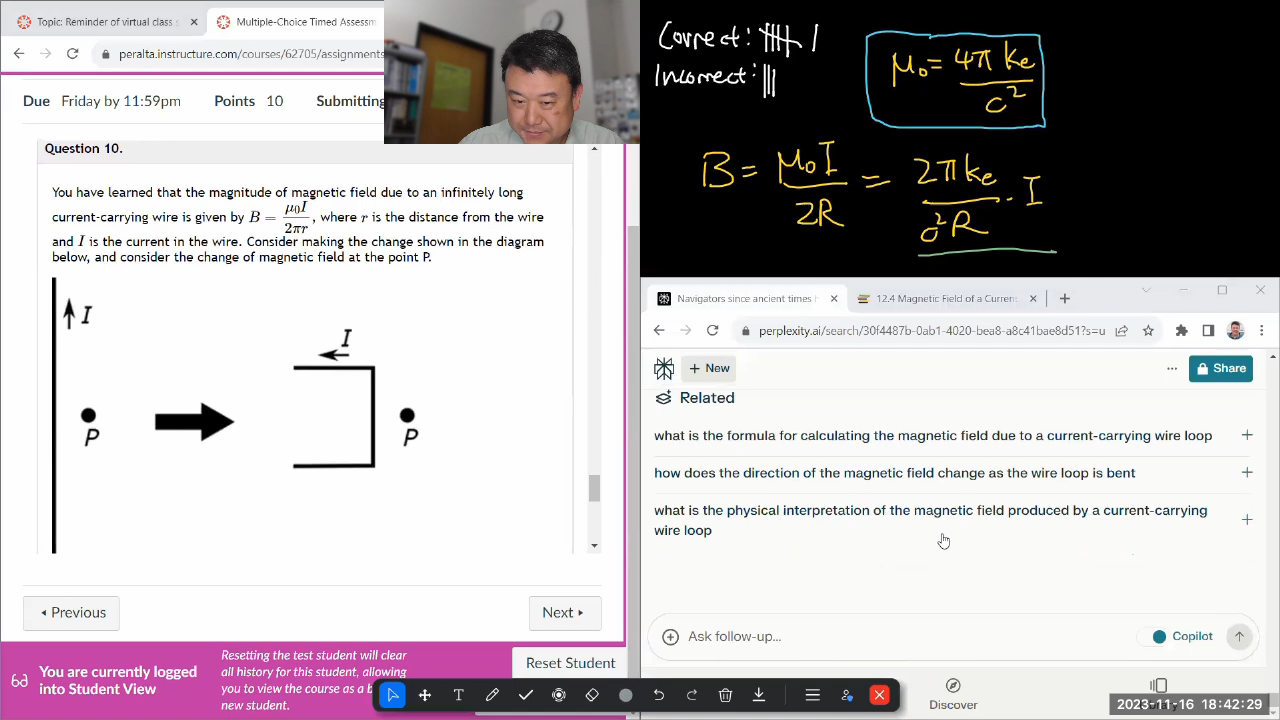 Topic: Reminder of virtual class s
Multiple-Choice Timed Assessm
peralta.instructure.com/courses/62705/assignments
Due Friday by 11:59pm Points 10 Submitting
Question 10.
You have learned that the magnitude of magnetic field due to an infinitely long
current-carrying wire is given by B = μ0I / 2πr, where r is the distance from the wire
and I is the current in the wire. Consider making the change shown in the diagram
below, and consider the change of magnetic field at the point P.
I
P
I
P
Previous
Next
You are currently logged
into Student View
Resetting the test student will clear
all history for this student, allowing
you to view the course as a b
new student.
Reset Student
Correct: |||| |
Incorrect: |||
μ0 = 4π ke / c²
B = μ0 I / 2R = 2π ke / c² R · I
Navigators since ancient times h
12.4 Magnetic Field of a Current
perplexity.ai/search/30f4487b-0ab1-4020-bea8-a8c41bae8d51?s=u
New
Share
Related
what is the formula for calculating the magnetic field due to a current-carrying wire loop
how does the direction of the magnetic field change as the wire loop is bent
what is the physical interpretation of the magnetic field produced by a current-carrying
wire loop
Ask follow-up...
Copilot
Discover
2023-11-16 18:42:29